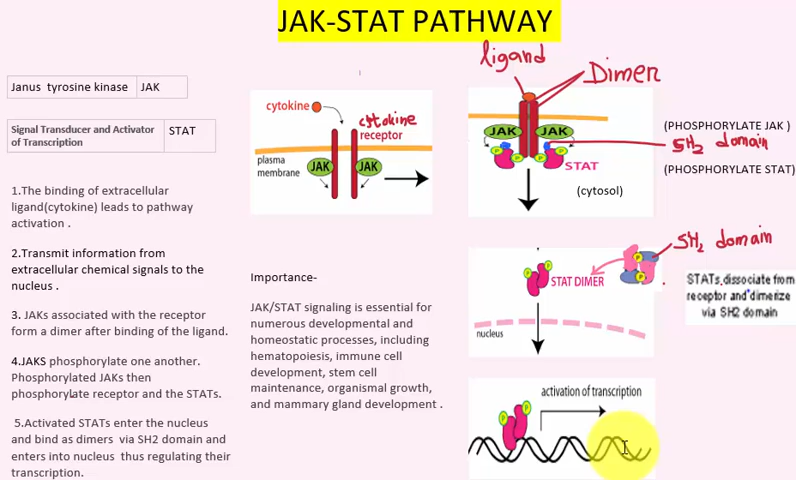 JAK-STAT PATHWAY
Janus tyrosine kinase JAK
Signal Transducer and Activator
of Transcription
STAT
1.The binding of extracellular
ligand(cytokine) leads to pathway
activation .
2.Transmit information from
extracellular chemical signals to the
nucleus .
3. JAKs associated with the receptor
form a dimer after binding of the ligand.
4.JAKS phosphorylate one another.
Phosphorylated JAKs then
phosphorylate receptor and the STATs.
5.Activated STATs enter the nucleus
and bind as dimers via SH2 domain and
enters into nucleus thus regulating their
transcription.
cytokine
cytokine
receptor
plasma
membrane
JAK
JAK
Importance-
JAK/STAT signaling is essential for
numerous developmental and
homeostatic processes, including
hematopoiesis, immune cell
development, stem cell
maintenance, organismal growth,
and mammary gland development .
ligand
Dimer
JAK
JAK
P
P
P
P
STAT
(cytosol)
(PHOSPHORYLATE JAK )
SH2 domain
(PHOSPHORYLATE STAT)
P
P
STAT DIMER
P
P
SH2 domain
STATs dissociate from
receptor and dimerize
via SH2 domain
nucleus
activation of transcription
P
P